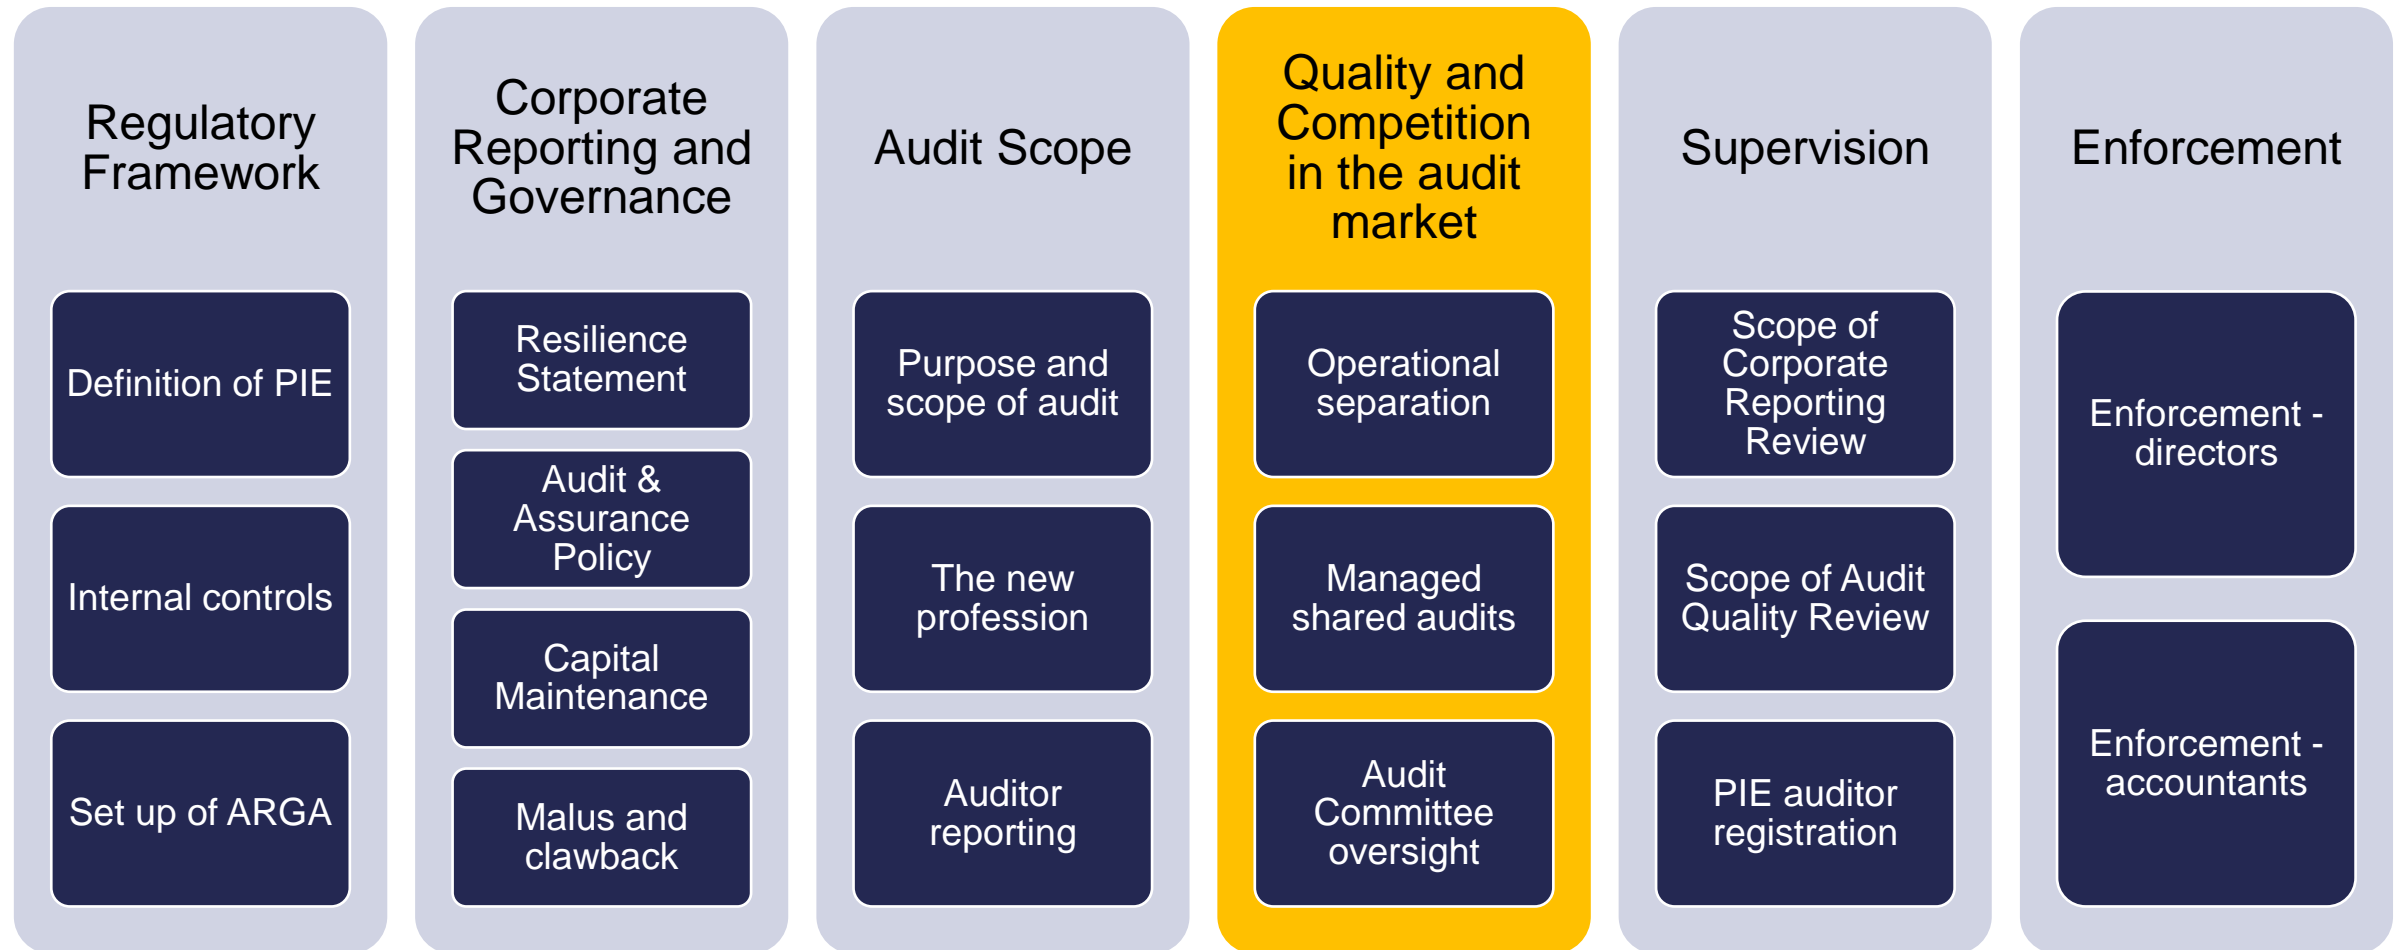 Regulatory
Framework
Definition of PIE
Internal controls
Set up of ARGA
Corporate
Reporting and
Governance
Resilience
Statement
Audit &
Assurance
Policy
Capital
Maintenance
Malus and
clawback
Audit Scope
Purpose and
scope of audit
The new
profession
Auditor
reporting
Quality and
Competition
in the audit
market
Operational
separation
Managed
shared audits
Audit
Committee
oversight
Supervision
Scope of
Corporate
Reporting
Review
Scope of Audit
Quality Review
PIE auditor
registration
Enforcement
Enforcement -
directors
Enforcement -
accountants